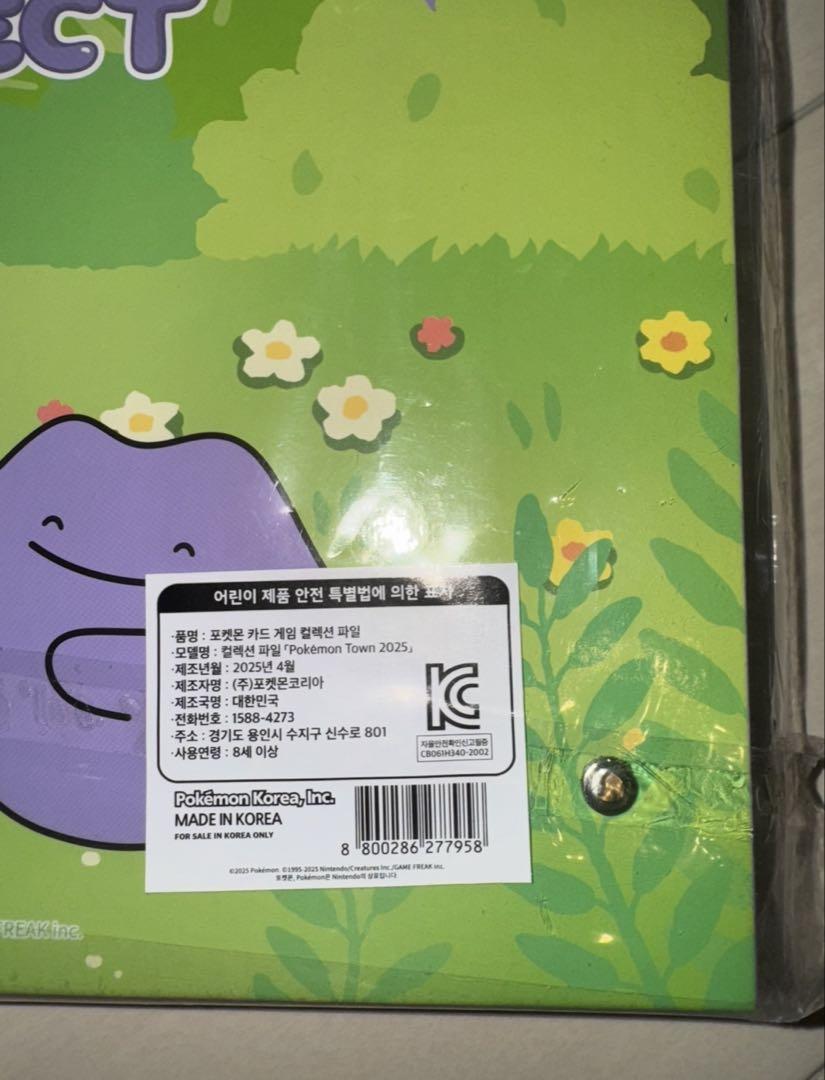 ECT
어린이 제품 안전 특별법에 의한 표시
·품명 : 포켓몬 카드 게임 컬렉션 파일
·모델명 : 컬렉션 파일「Pokémon Town 2025」
·제조년월 : 2025년 4월
·제조자명 : (주)포켓몬코리아
·제조국명 : 대한민국
·전화번호 : 1588-4273
·주소 : 경기도 용인시 수지구 신수로 801
·사용연령 : 8세 이상
KC
자율안전확인신고필증
CB061H340-2002
Pokémon Korea, Inc.
MADE IN KOREA
FOR SALE IN KOREA ONLY
8 800286 277958
©2025 Pokémon. ©1995-2025 Nintendo/Creatures Inc./GAME FREAK inc.
포켓몬, Pokémon은 Nintendo의 상표입니다.
FREAK inc.